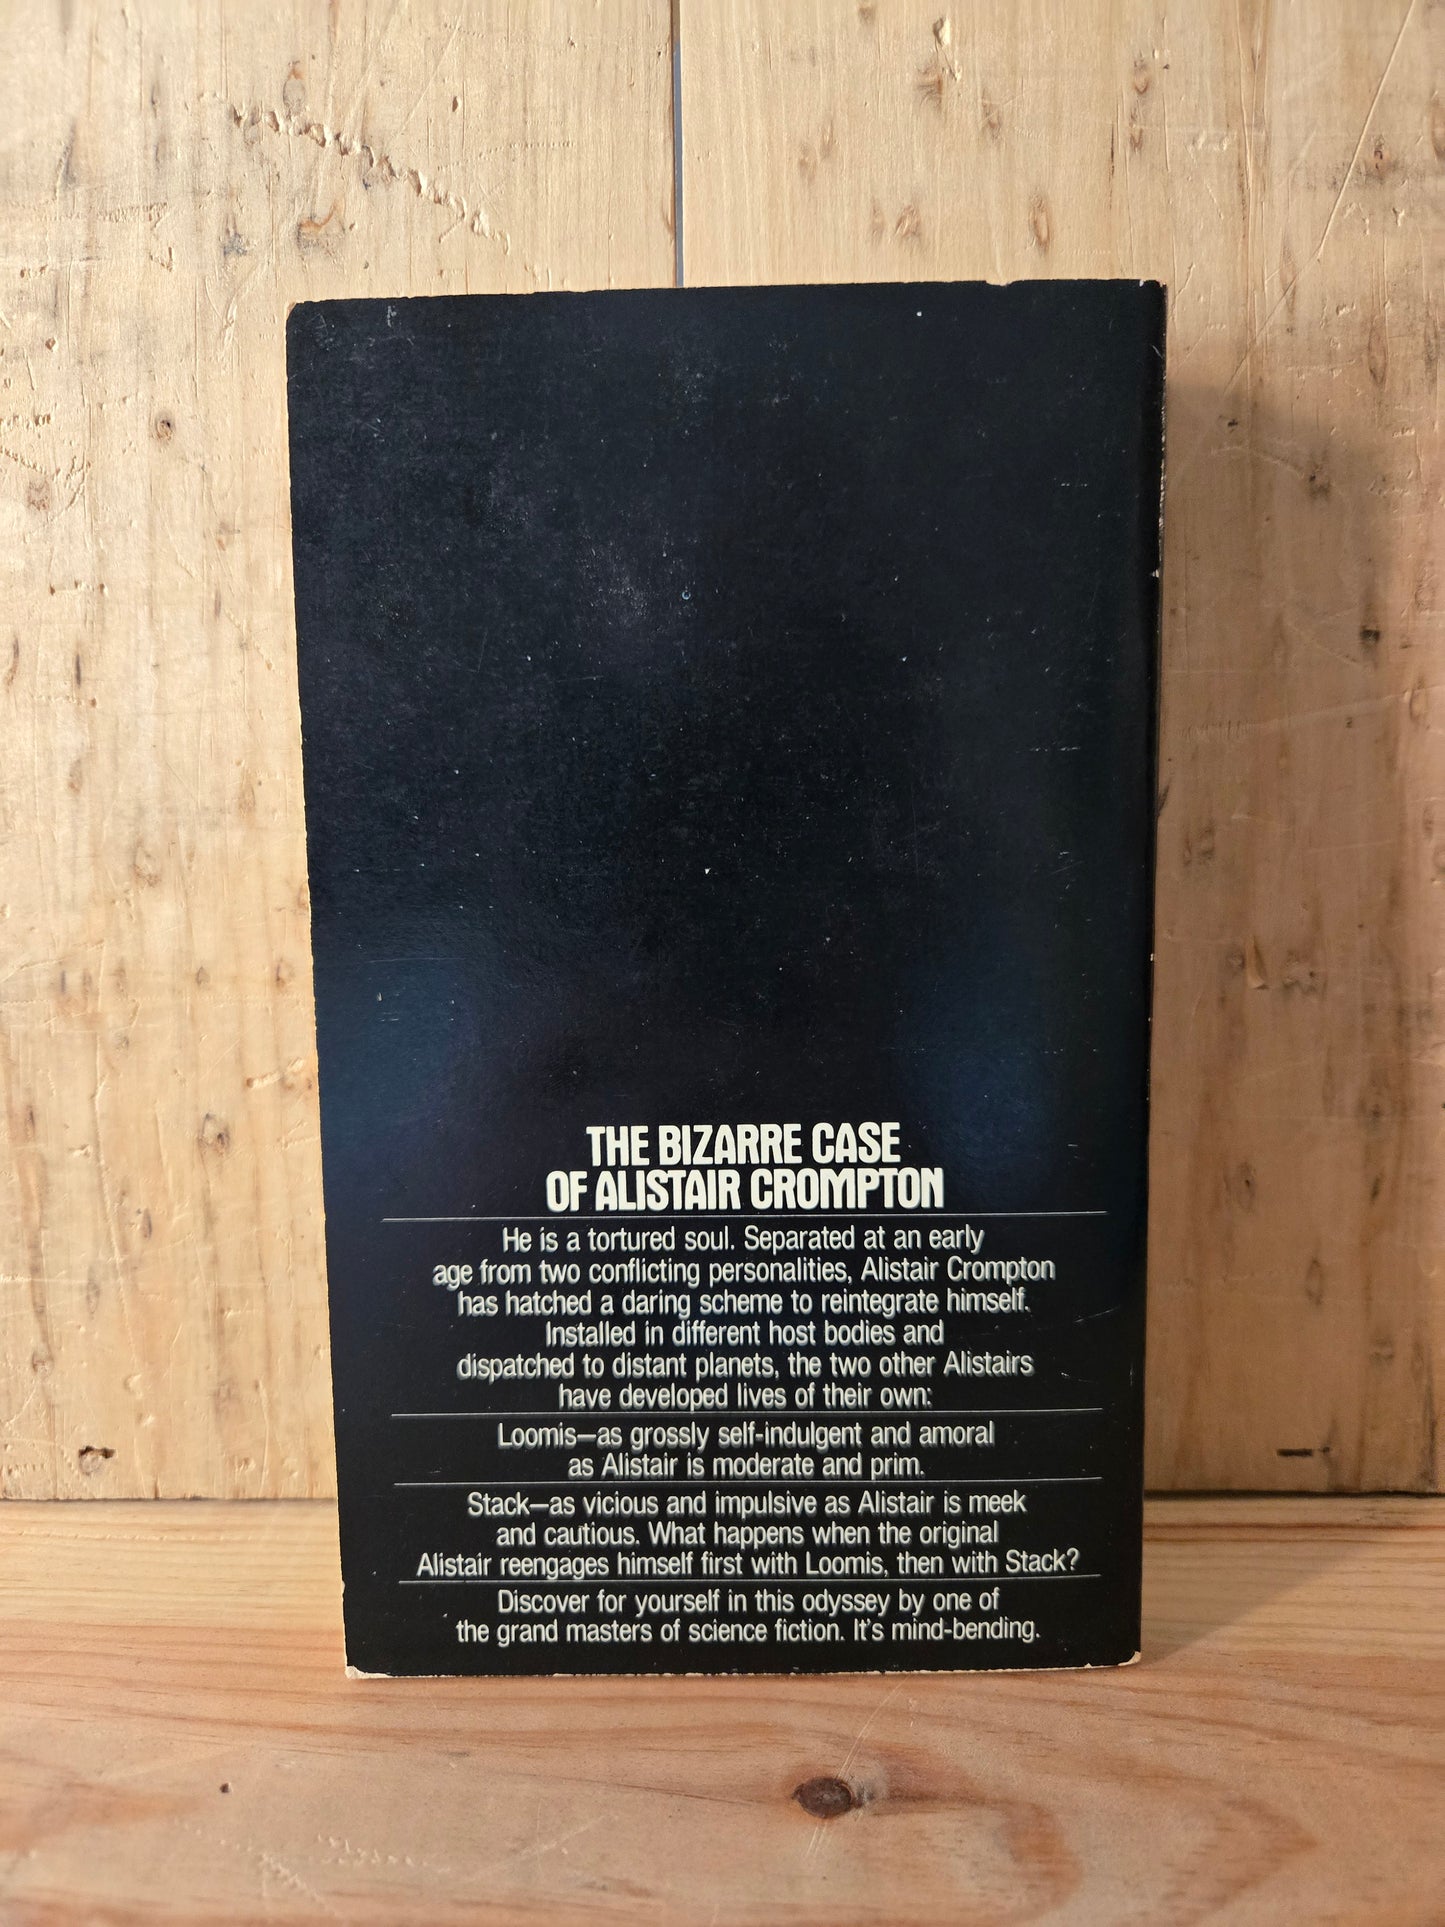 THE BIZARRE CASE
OF ALISTAIR CROMPTON
He is a tortured soul. Separated at an early
age from two conflicting personalities, Alistair Crompton
has hatched a daring scheme to reintegrate himself.
Installed in different host bodies and
dispatched to distant planets, the two other Alistairs
have developed lives of their own:
Loomis—as grossly self-indulgent and amoral
as Alistair is moderate and prim.
Stack—as vicious and impulsive as Alistair is meek
and cautious. What happens when the original
Alistair reengages himself first with Loomis, then with Stack?
Discover for yourself in this odyssey by one of
the grand masters of science fiction. It's mind-bending.